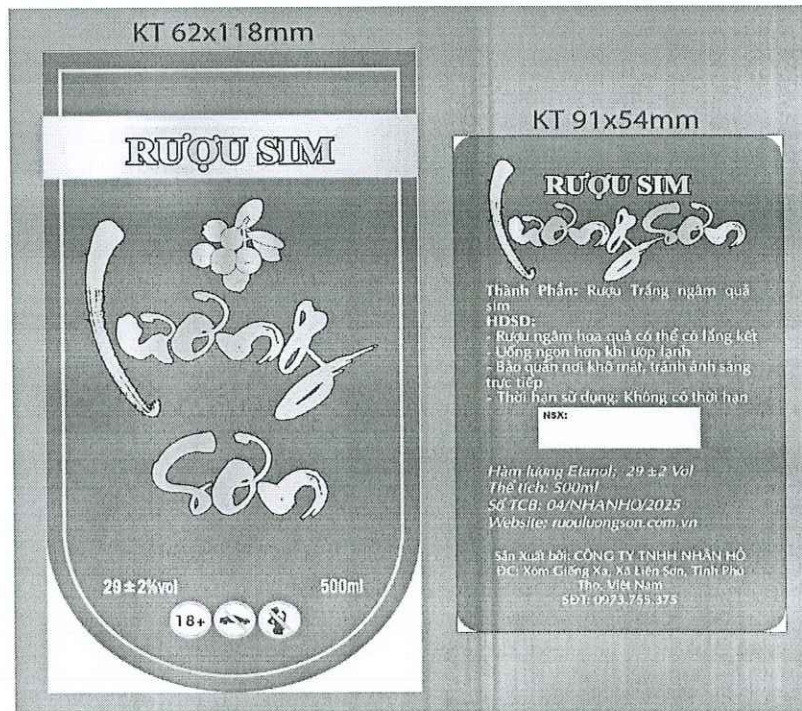 KT 62x118mm
RƯỢU SIM
Lương
Sơn
29 ± 2%vol
500ml
18+
KT 91x54mm
RƯỢU SIM
Lương Sơn
Thành Phần: Rượu Trắng ngâm quả
sim
HDSD:
- Rượu ngâm hoa quả có thể có lắng kết
- Uống ngon hơn khi ướp lạnh
- Bảo quản nơi khô mát, tránh ánh sáng
trực tiếp
- Thời hạn sử dụng: Không có thời hạn
NSX:
Hàm lượng Etanol: 29 ±2 Vol
Thể tích: 500ml
Số TCB: 04/NHANHO/2025
Website: ruouluongson.com.vn
Sản Xuất bởi: CÔNG TY TNHH NHÂN HỒ
ĐC: Xóm Giếng Xạ, Xã Liên Sơn, Tỉnh Phú
Thọ, Việt Nam
SĐT: 0973.755.373